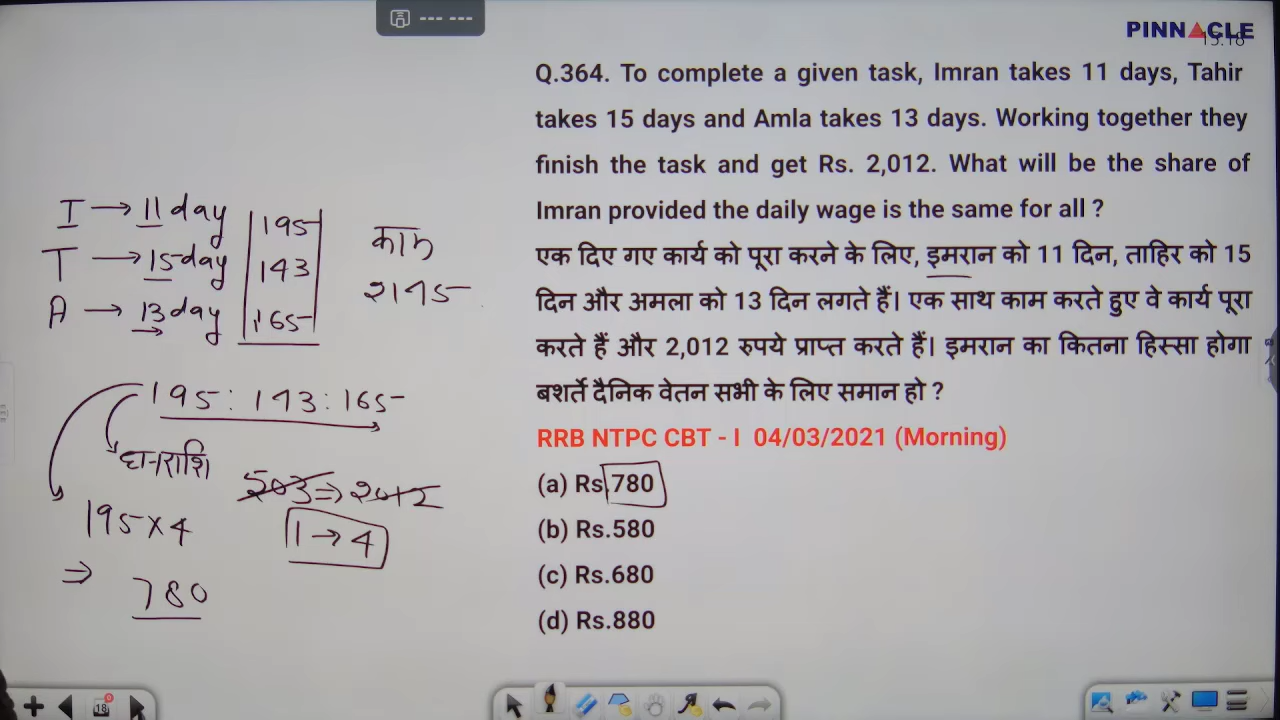 PINNACLE
15:18
Q.364. To complete a given task, Imran takes 11 days, Tahir
takes 15 days and Amla takes 13 days. Working together they
finish the task and get Rs. 2,012. What will be the share of
Imran provided the daily wage is the same for all ?
एक दिए गए कार्य को पूरा करने के लिए, इमरान को 11 दिन, ताहिर को 15
दिन और अमला को 13 दिन लगते हैं। एक साथ काम करते हुए वे कार्य पूरा
करते हैं और 2,012 रुपये प्राप्त करते हैं। इमरान का कितना हिस्सा होगा
बशर्ते दैनिक वेतन सभी के लिए समान हो ?
RRB NTPC CBT - I 04/03/2021 (Morning)
(a) Rs.780
(b) Rs.580
(c) Rs.680
(d) Rs.880
I → 11 day 195
T → 15 day 143
A → 13 day 165
काम
2145
195 : 143 : 165
धनराशि
503 ⇒ 2012
1 → 4
195 × 4
⇒ 780
18